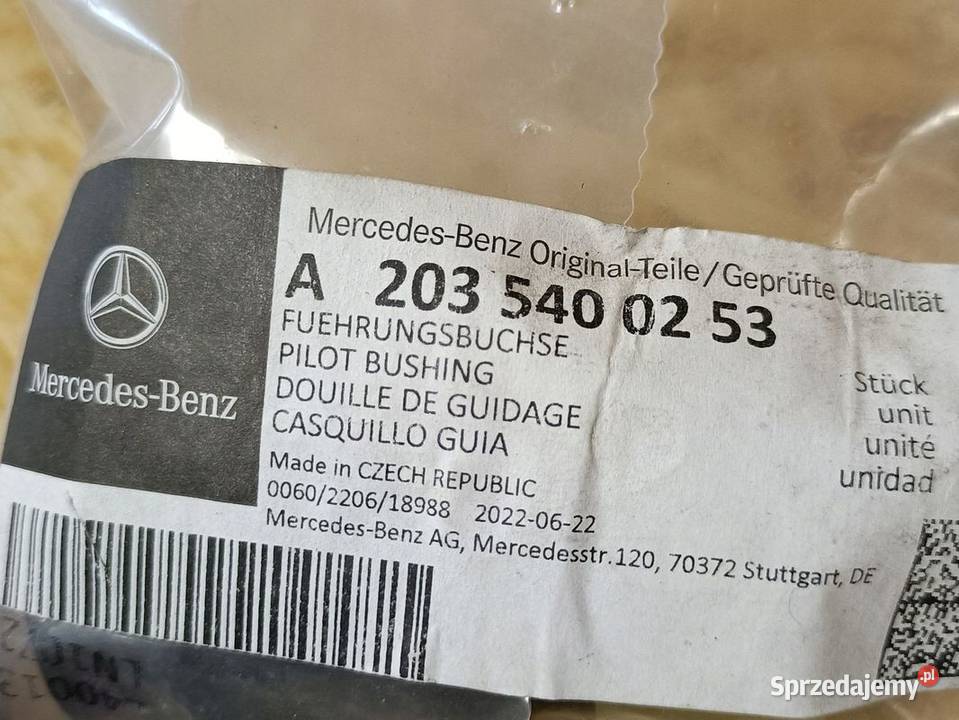 Mercedes-Benz Original-Teile/Geprüfte Qualität
A 203 540 02 53
FUEHRUNGSBUCHSE
PILOT BUSHING
DOUILLE DE GUIDAGE
CASQUILLO GUIA
Stück
unit
unité
unidad
Made in CZECH REPUBLIC
0060/2206/18988 2022-06-22
Mercedes-Benz AG, Mercedesstr.120, 70372 Stuttgart, DE
Mercedes-Benz
Sprzedajemy.pl